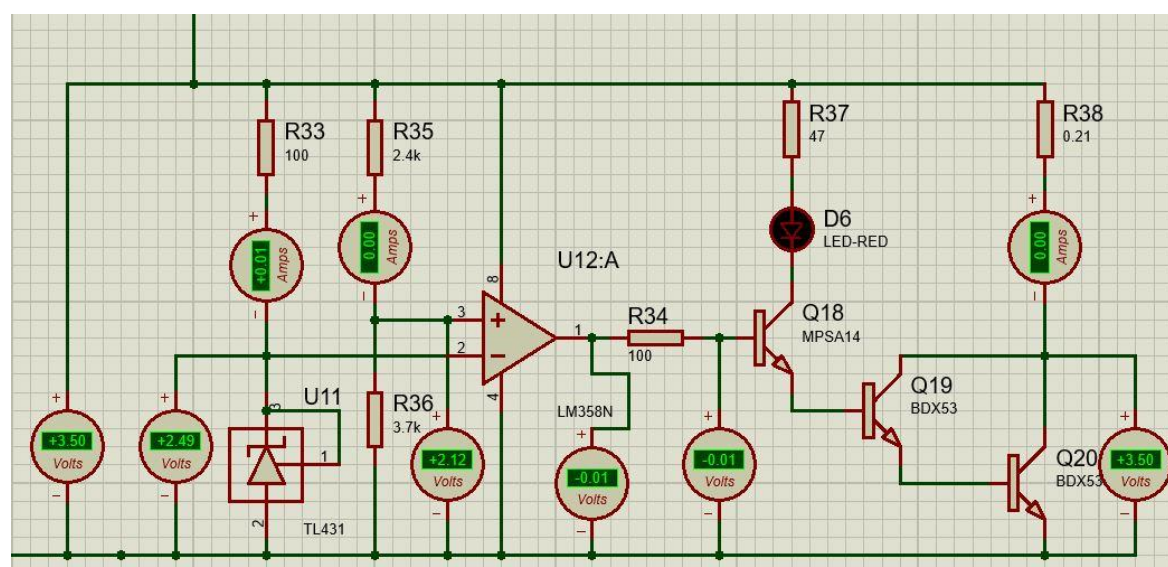 R33
100
R35
2.4k
R37
47
R38
0.21
+
+0.01
Amps
−
+
0.00
Amps
−
D6
LED-RED
+
0.00
Amps
−
U12:A
8
3
+
2
−
1
4
R34
100
Q18
MPSA14
LM358N
U11
3
1
2
TL431
R36
3.7k
Q19
BDX53
Q20
BDX53
+
+3.50
Volts
−
+
+2.49
Volts
−
+
+2.12
Volts
−
+
-0.01
Volts
−
+
-0.01
Volts
−
+
+3.50
Volts
−